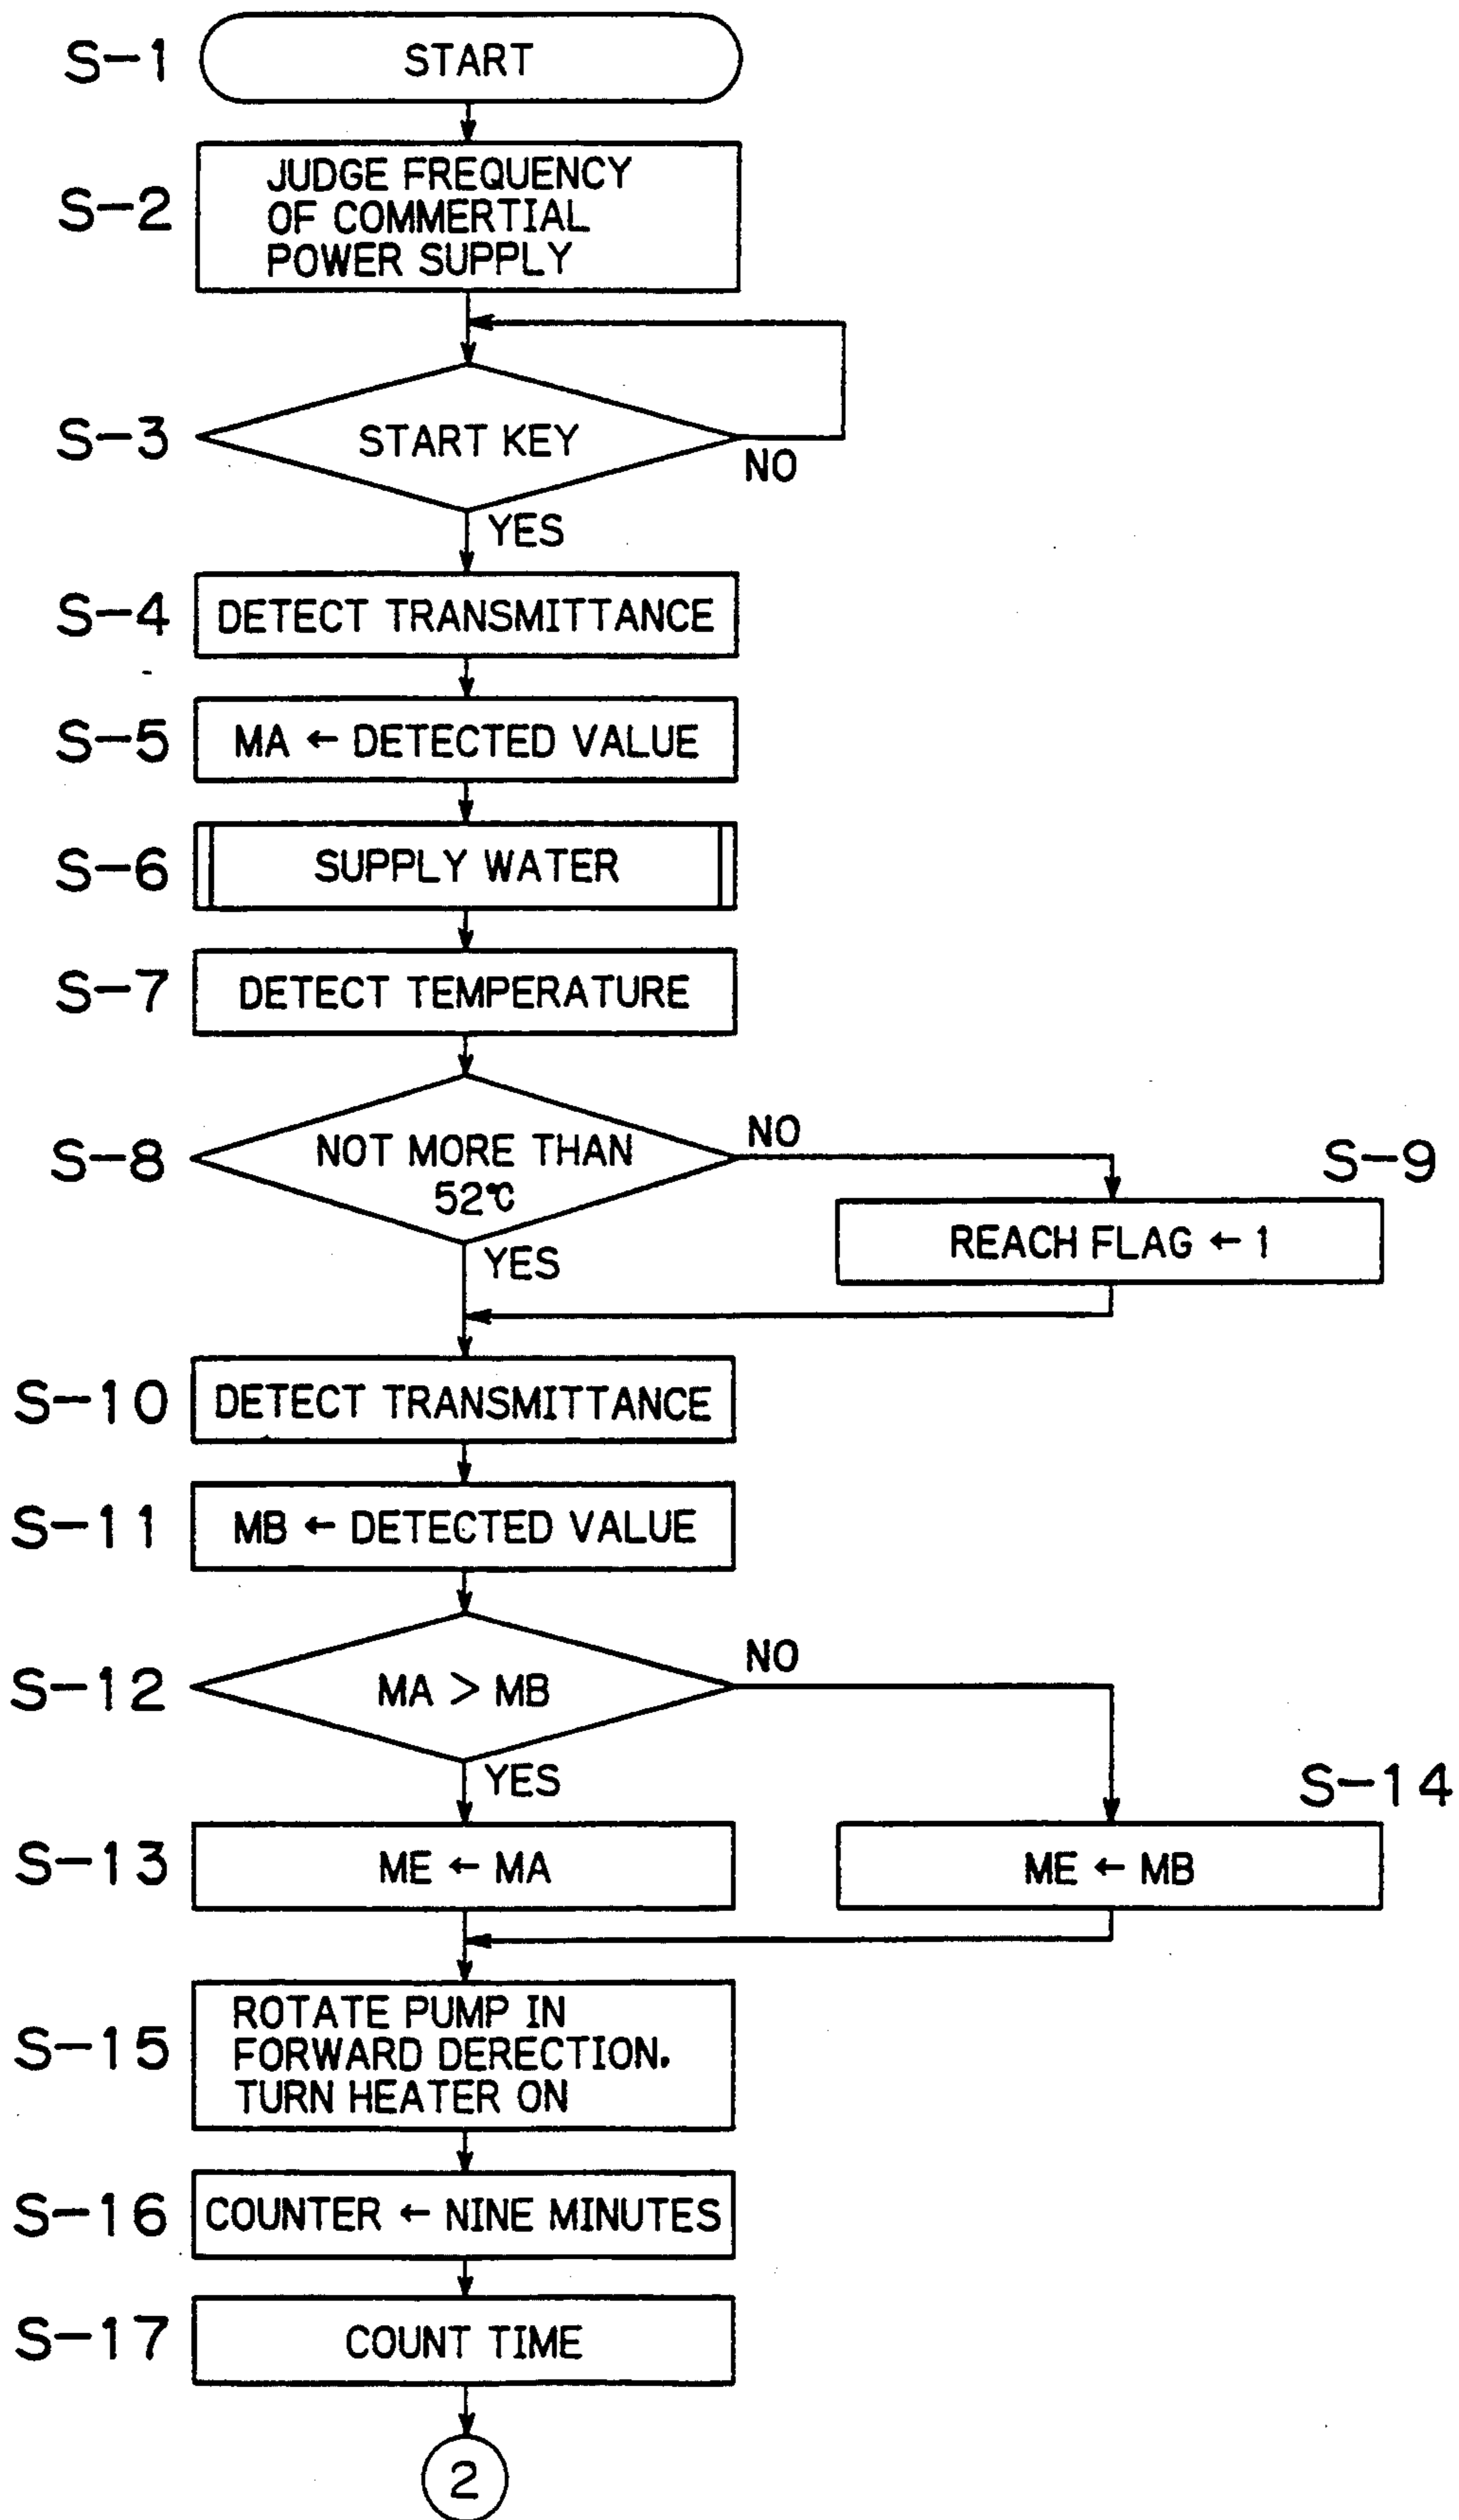 S-1
START
S-2
JUDGE FREQUENCY
OF COMMERTIAL
POWER SUPPLY
S-3
START KEY
NO
YES
S-4
DETECT TRANSMITTANCE
S-5
MA ← DETECTED VALUE
S-6
SUPPLY WATER
S-7
DETECT TEMPERATURE
S-8
NOT MORE THAN
52℃
NO
YES
S-9
REACH FLAG ← 1
S-10
DETECT TRANSMITTANCE
S-11
MB ← DETECTED VALUE
S-12
MA > MB
NO
YES
S-13
ME ← MA
S-14
ME ← MB
S-15
ROTATE PUMP IN
FORWARD DERECTION.
TURN HEATER ON
S-16
COUNTER ← NINE MINUTES
S-17
COUNT TIME
2